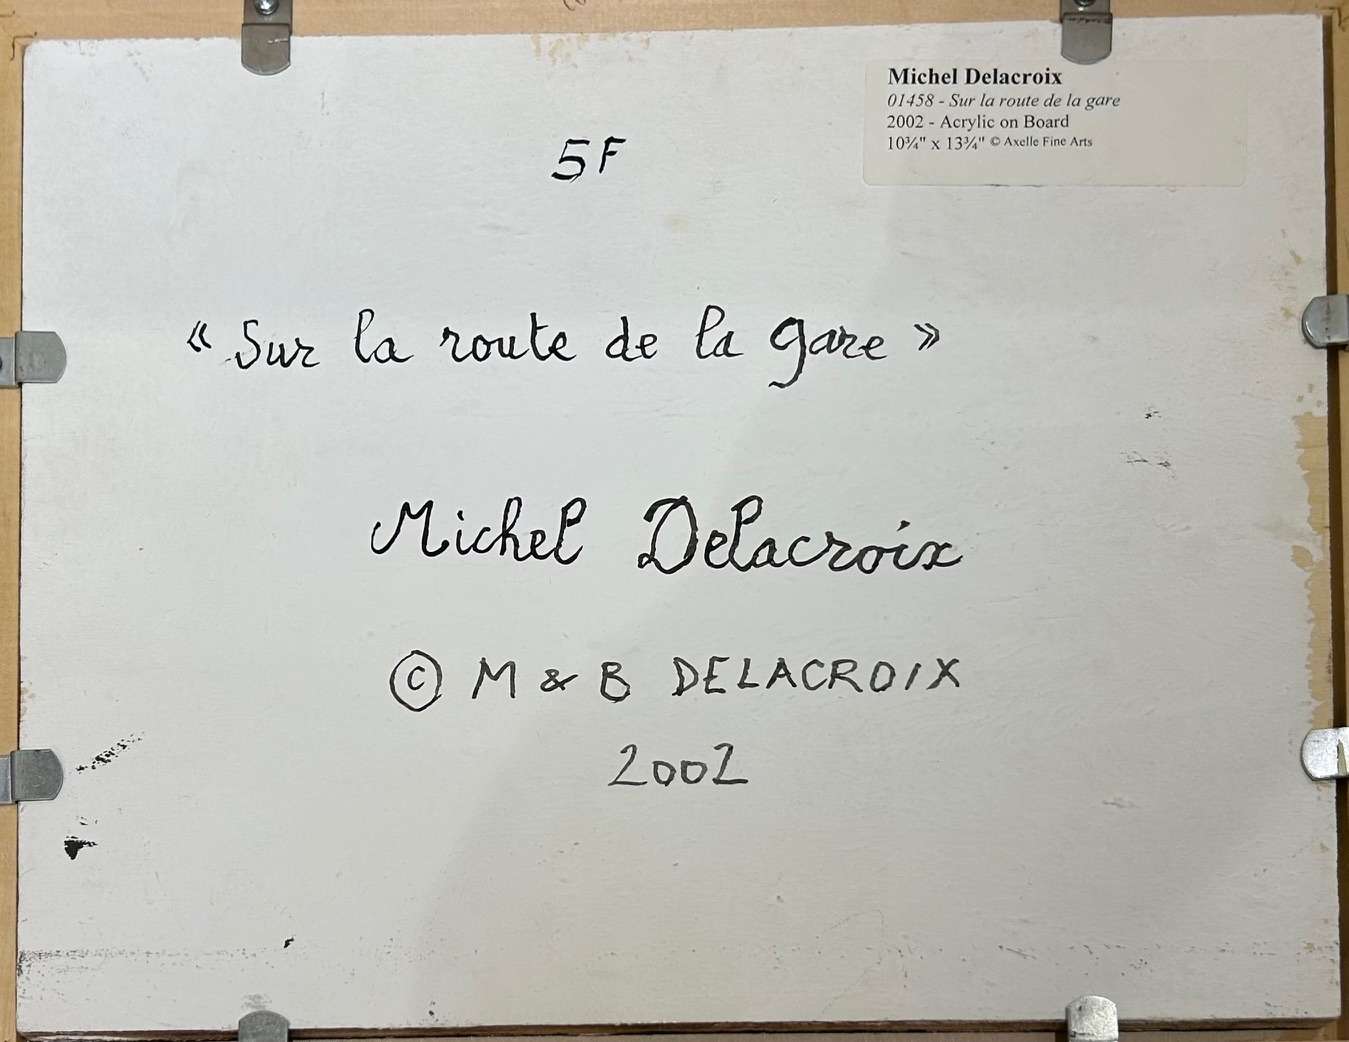 Michel Delacroix
01458 - Sur la route de la gare
2002 - Acrylic on Board
10¾" x 13¾" © Axelle Fine Arts
5F
« Sur la route de la gare »
Michel Delacroix
© M & B DELACROIX
2002